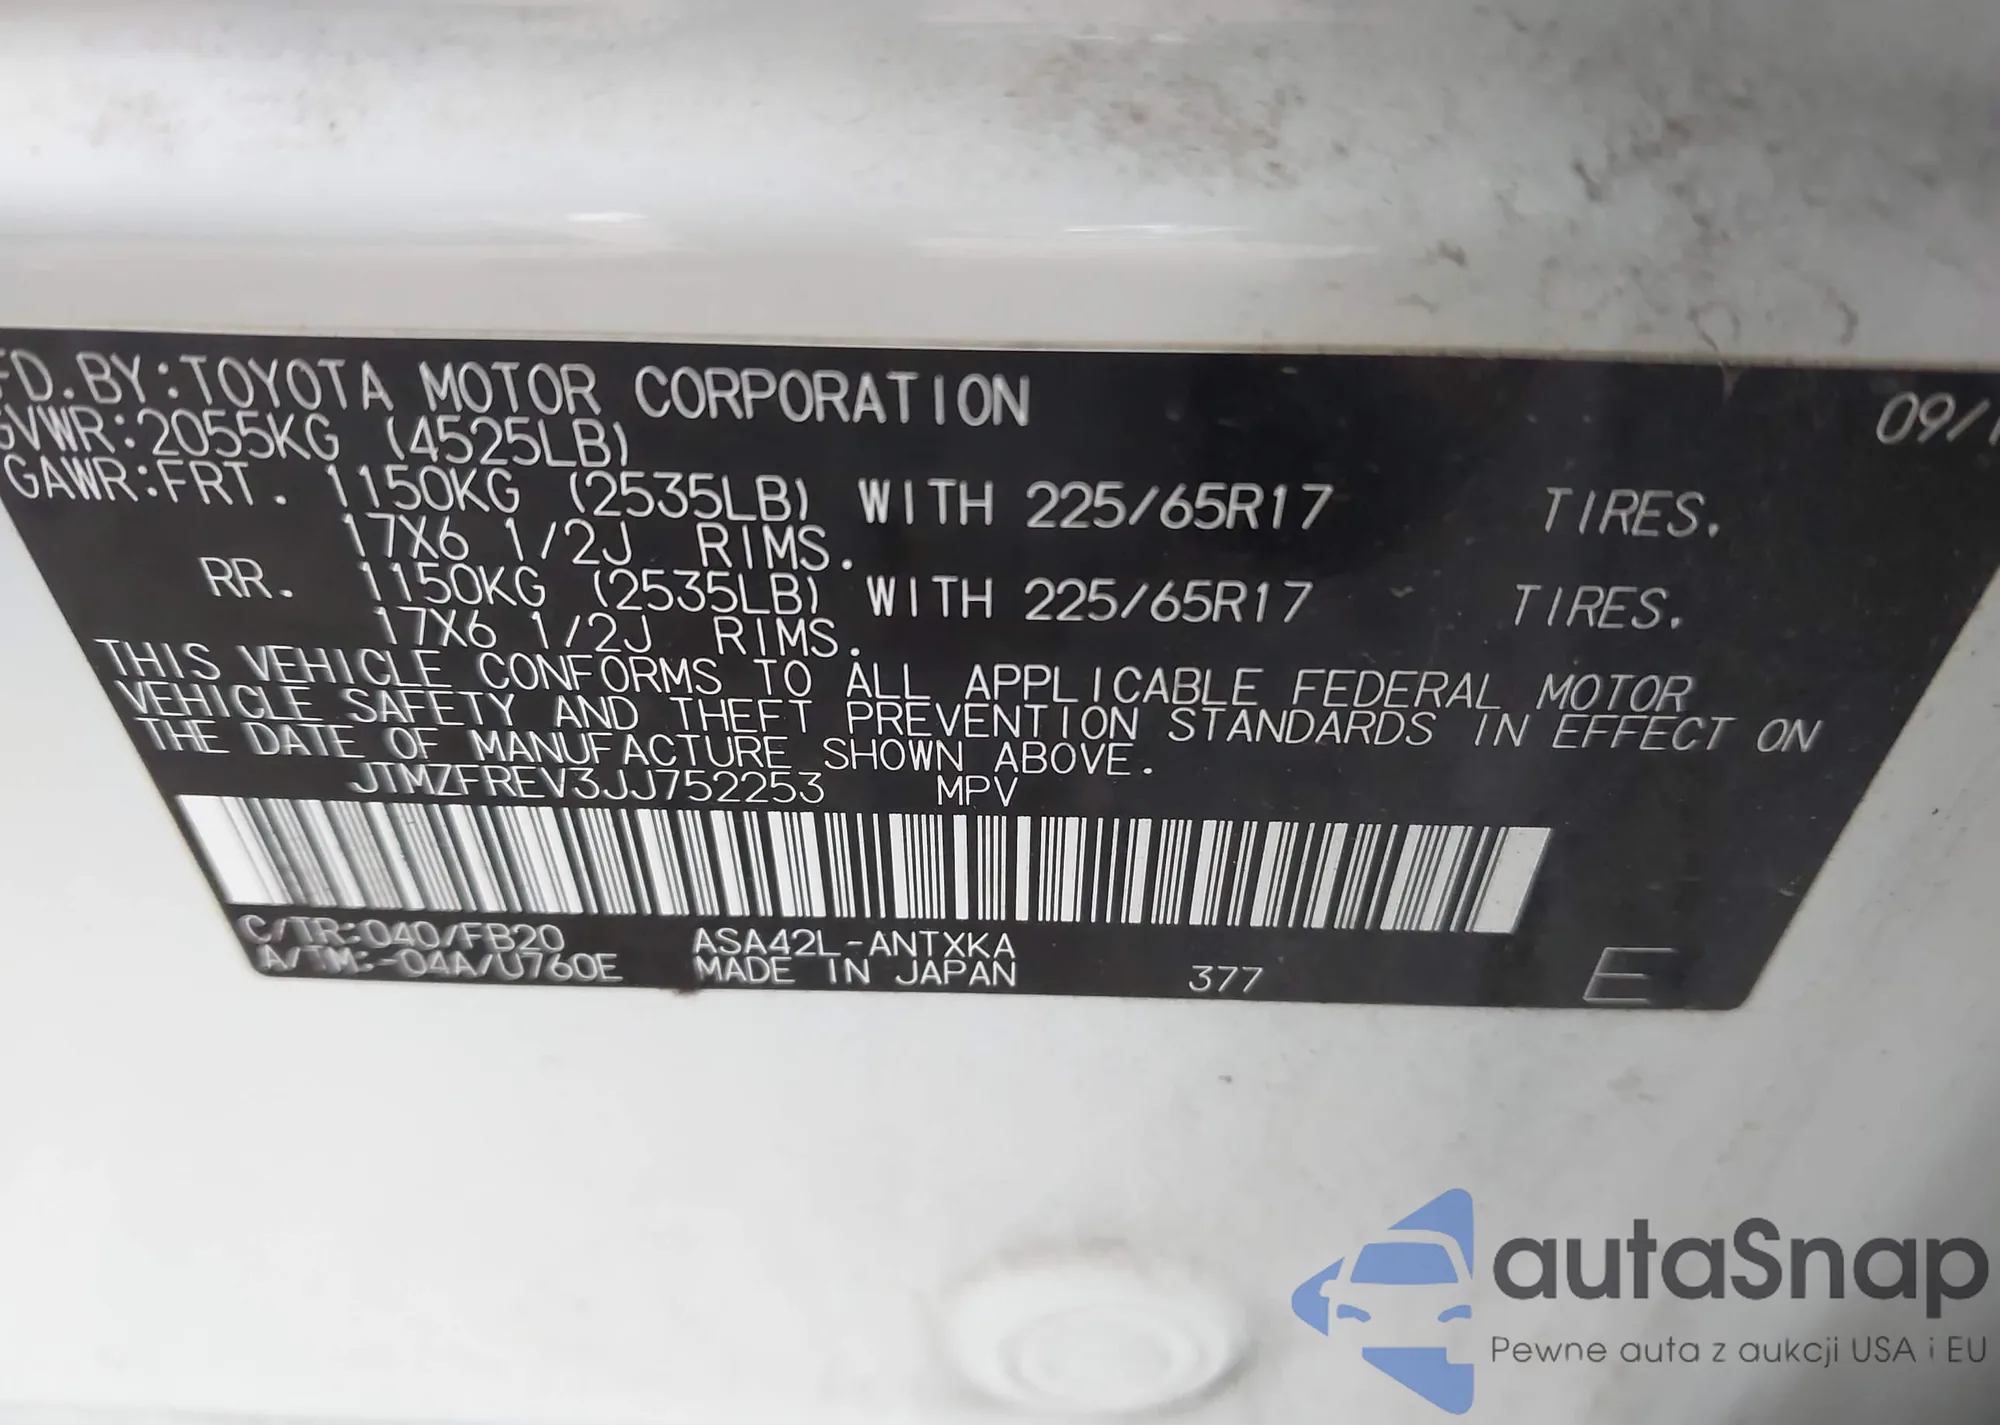 FD.BY:TOYOTA MOTOR CORPORATION 09/1
GVWR:2055KG (4525LB)
GAWR:FRT. 1150KG (2535LB) WITH 225/65R17 TIRES.
17X6 1/2J RIMS.
RR. 1150KG (2535LB) WITH 225/65R17 TIRES.
17X6 1/2J RIMS.
THIS VEHICLE CONFORMS TO ALL APPLICABLE FEDERAL MOTOR
VEHICLE SAFETY AND THEFT PREVENTION STANDARDS IN EFFECT ON
THE DATE OF MANUFACTURE SHOWN ABOVE.
JTMZFREV3JJ752253 MPV
C/TR:040/FB20 ASA42L-ANTXKA
A/TM:-04A/U760E MADE IN JAPAN 377 E
autaSnap
Pewne auta z aukcji USA i EU